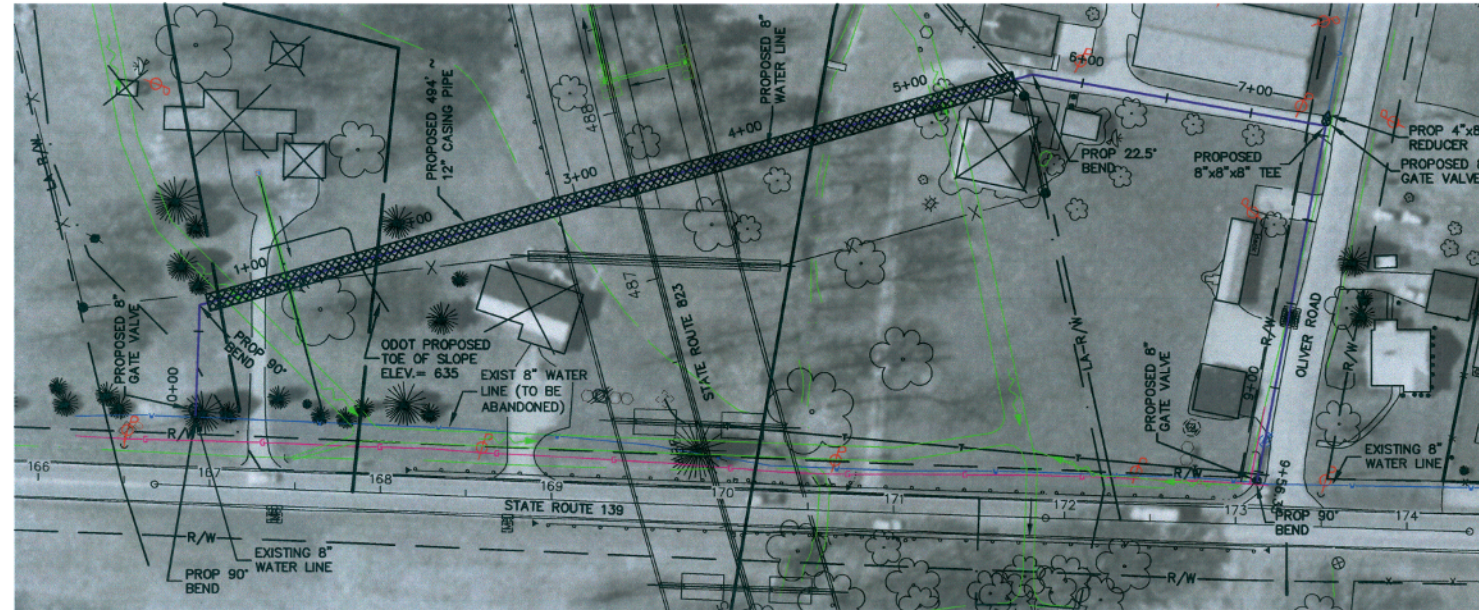 LA-R/W
X
PROPOSED 494' ~
12" CASING PIPE
PROPOSED 8"
WATER LINE
488
487
1+00
3+00
4+00
5+00
6+00
7+00
PROP 4"x8
REDUCER
PROPOSED
8"x8"x8" TEE
GATE VALVE
PROP 22.5°
BEND
PROPOSED 8"
GATE VALVE
0+00
PROP 90°
BEND
ODOT PROPOSED
TOE OF SLOPE
ELEV.= 635
EXIST 8" WATER
LINE (TO BE
ABANDONED)
STATE ROUTE 823
LA-R/W
PROPOSED 8"
GATE VALVE
R/W
OLIVER ROAD
R/W
9+00
EXISTING 8"
WATER LINE
R/W
R/W
166
167
168
169
170
171
172
173
174
STATE ROUTE 139
PROP 90°
BEND
R/W
EXISTING 8"
WATER LINE
PROP 90°
BEND
R/W